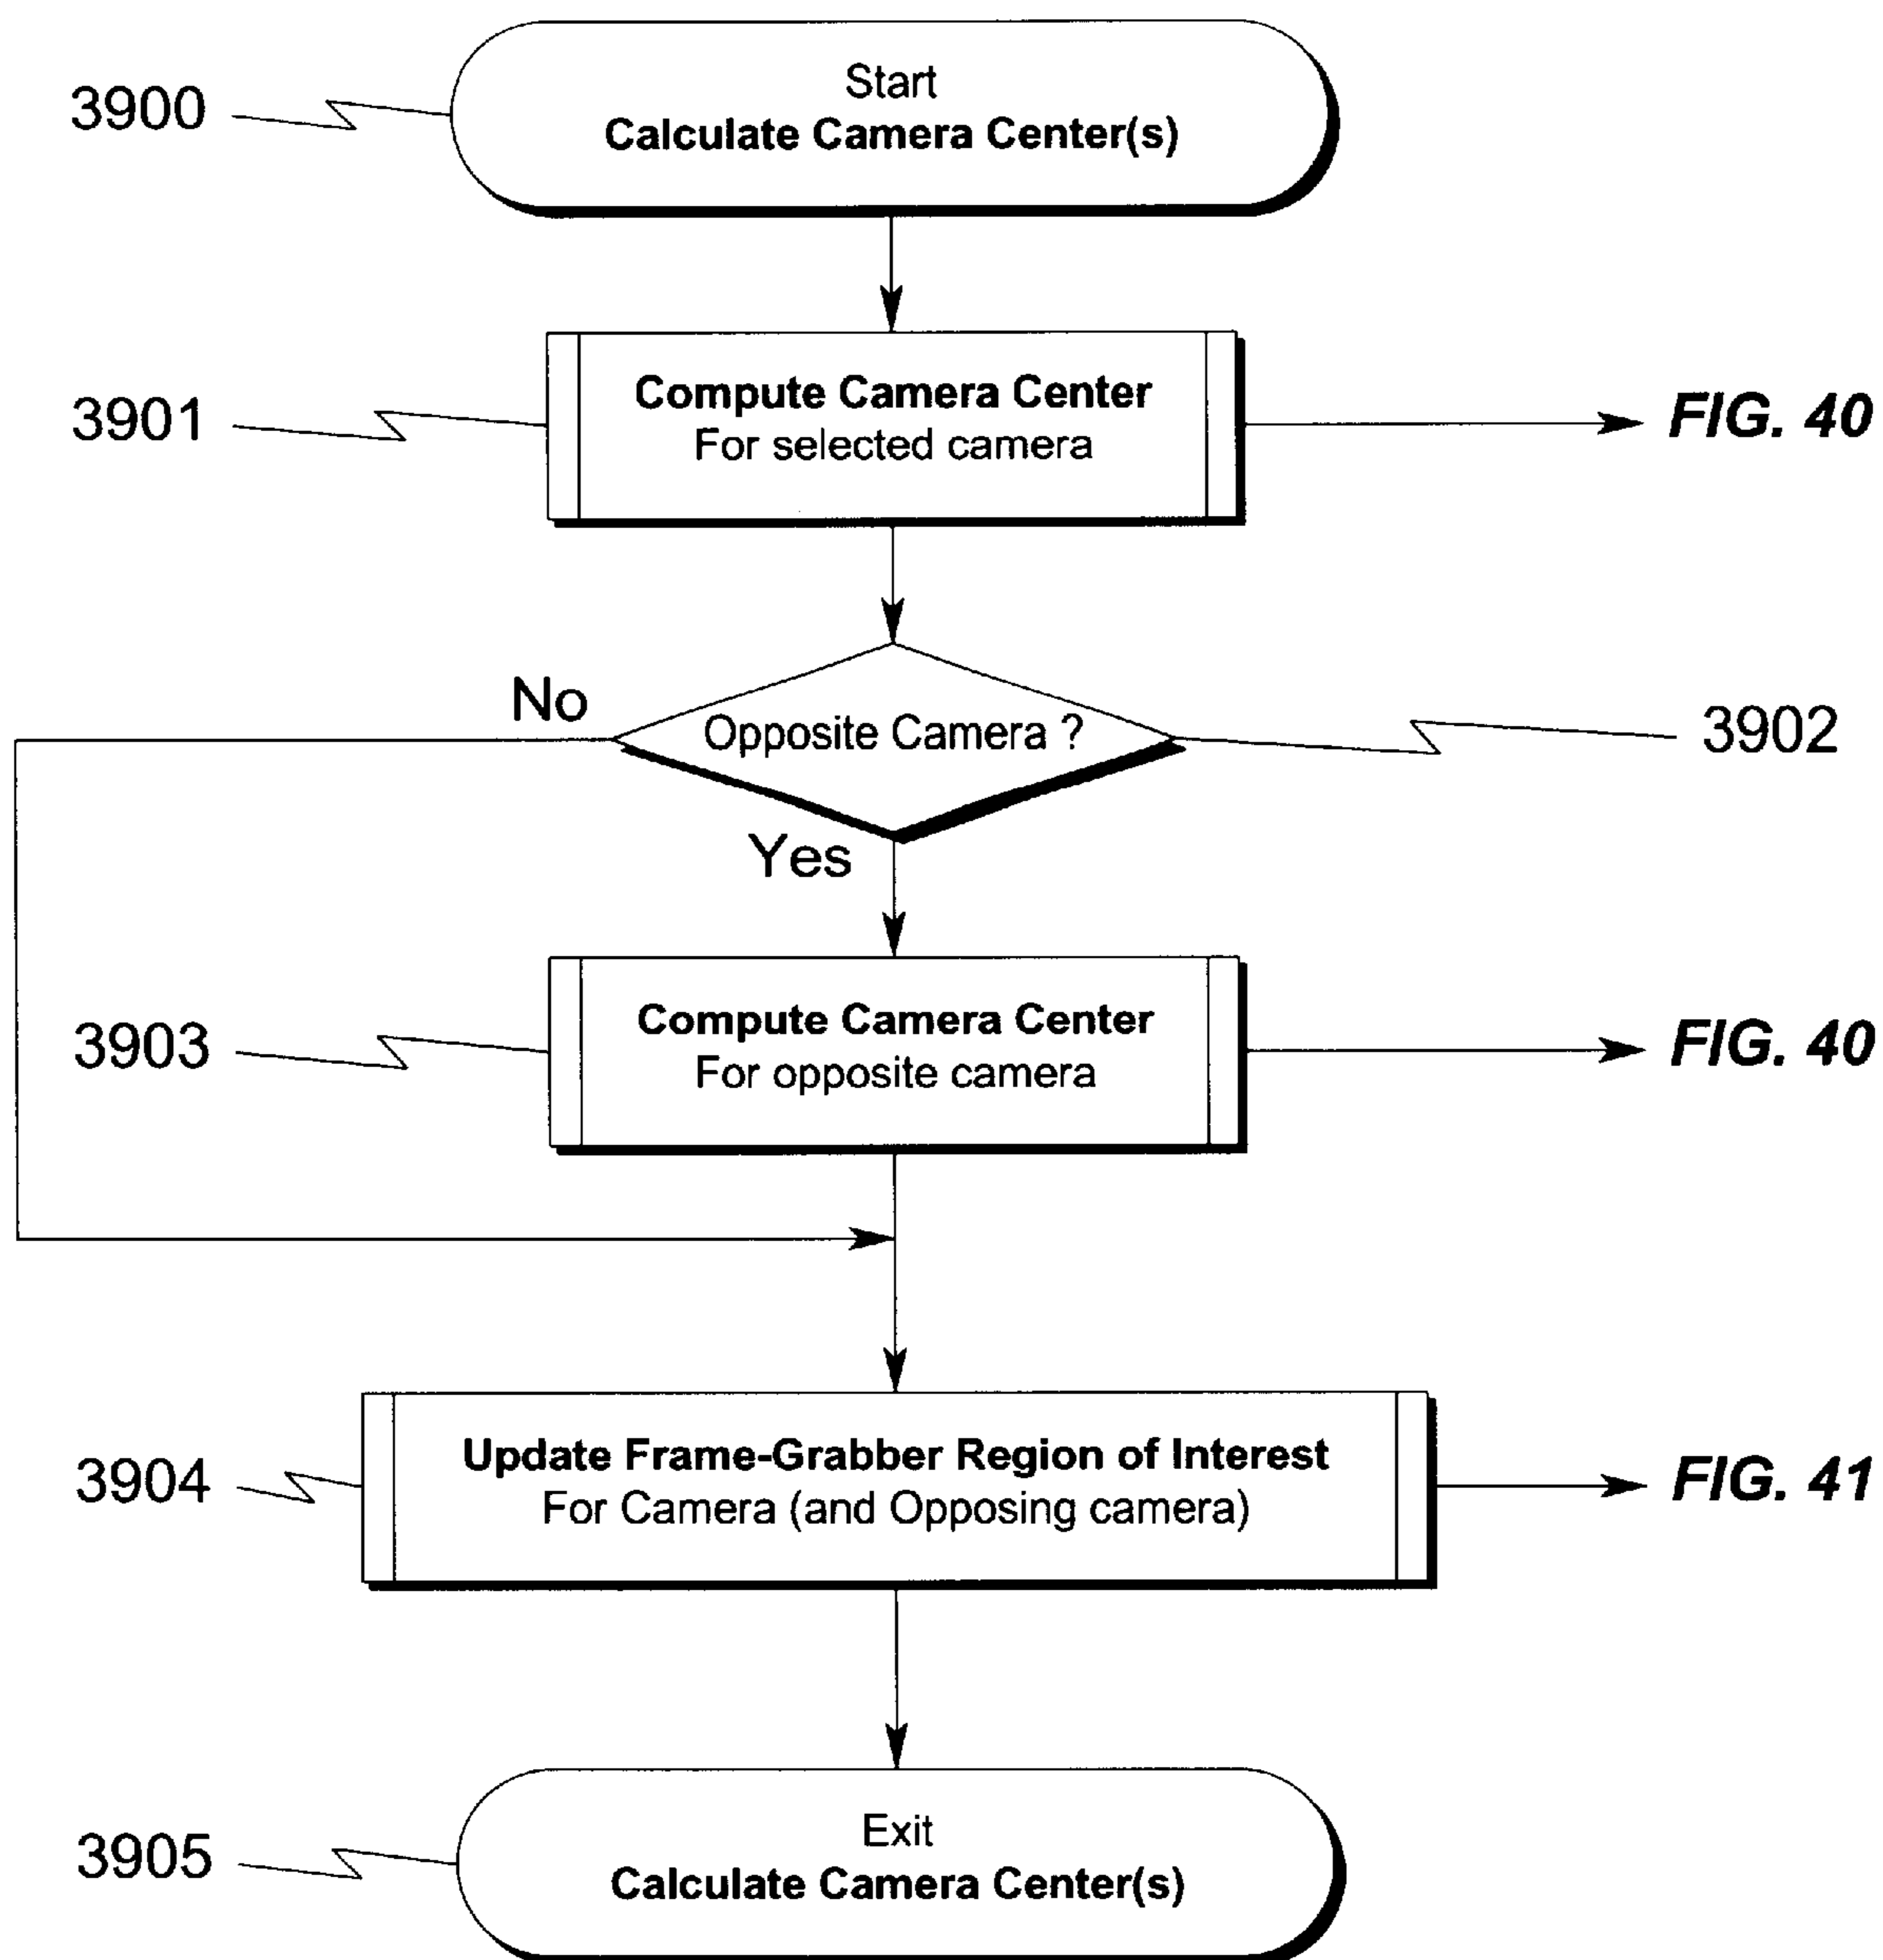 3900
Start
Calculate Camera Center(s)
3901
Compute Camera Center
For selected camera
FIG. 40
No
Opposite Camera ?
3902
Yes
3903
Compute Camera Center
For opposite camera
FIG. 40
3904
Update Frame-Grabber Region of Interest
For Camera (and Opposing camera)
FIG. 41
3905
Exit
Calculate Camera Center(s)